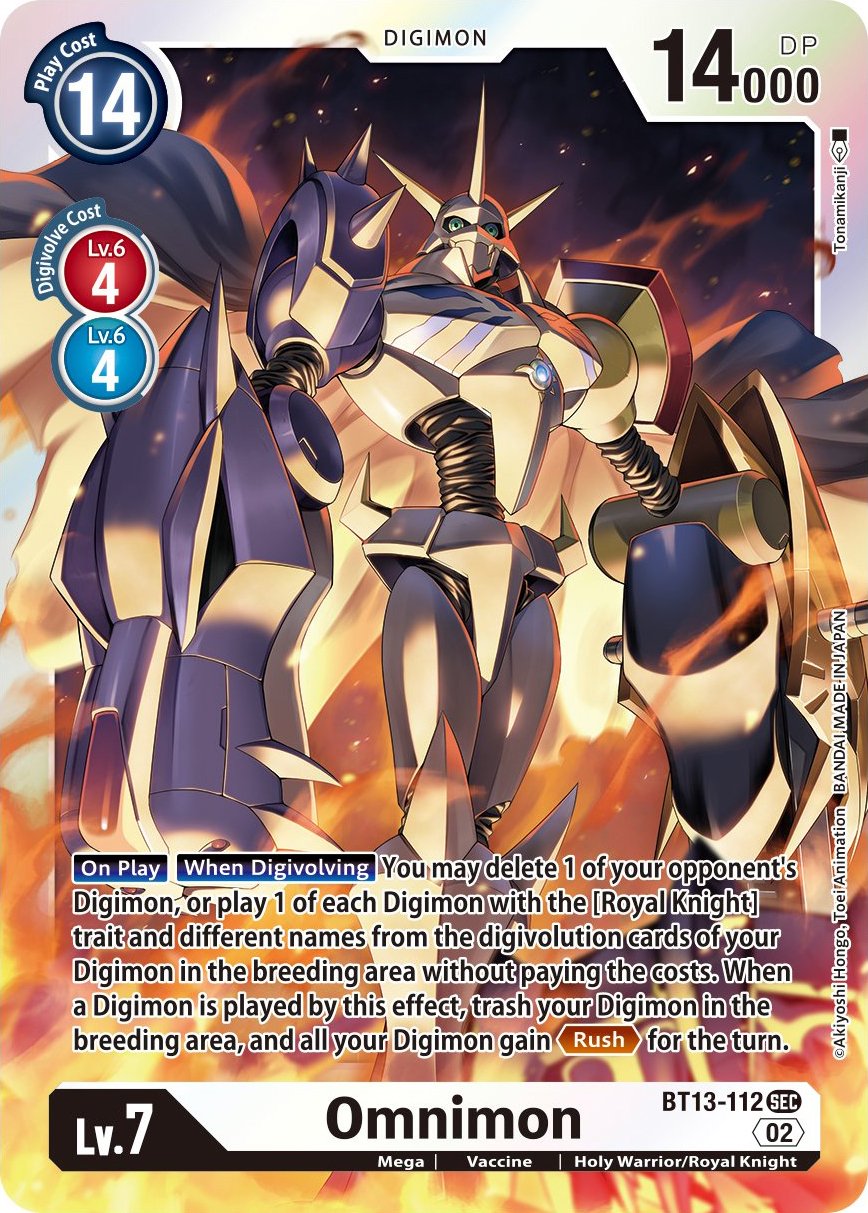 DIGIMON
Play Cost
14
DP
14000
Digivolve Cost
Lv.6
4
Lv.6
4
Tonamikanji
On Play When Digivolving You may delete 1 of your opponent's
Digimon, or play 1 of each Digimon with the [Royal Knight]
trait and different names from the digivolution cards of your
Digimon in the breeding area without paying the costs. When
a Digimon is played by this effect, trash your Digimon in the
breeding area, and all your Digimon gain Rush for the turn.
©Akiyoshi Hongo, Toei Animation BANDAI, MADE IN JAPAN
Lv.7
Omnimon
BT13-112 SEC
02
Mega | Vaccine | Holy Warrior/Royal Knight